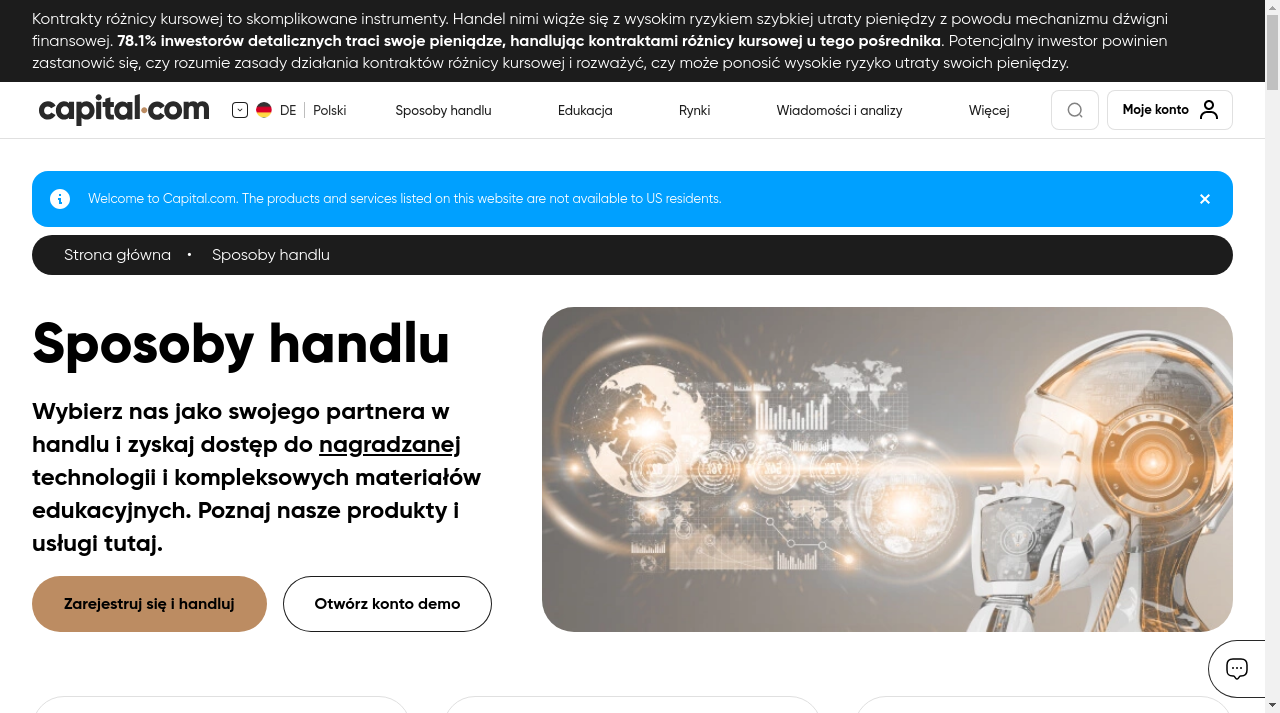 Kontrakty różnicy kursowej to skomplikowane instrumenty. Handel nimi wiąże się z wysokim ryzykiem szybkiej utraty pieniędzy z powodu mechanizmu dźwigni
finansowej. 78.1% inwestorów detalicznych traci swoje pieniądze, handlując kontraktami różnicy kursowej u tego pośrednika. Potencjalny inwestor powinien
zastanowić się, czy rozumie zasady działania kontraktów różnicy kursowej i rozważyć, czy może ponosić wysokie ryzyko utraty swoich pieniędzy.
capital.com DE Polski Sposoby handlu Edukacja Rynki Wiadomości i analizy Więcej Moje konto
Welcome to Capital.com. The products and services listed on this website are not available to US residents.
Strona główna • Sposoby handlu
Sposoby handlu
Wybierz nas jako swojego partnera w
handlu i zyskaj dostęp do nagradzanej
technologii i kompleksowych materiałów
edukacyjnych. Poznaj nasze produkty i
usługi tutaj.
Zarejestruj się i handluj Otwórz konto demo